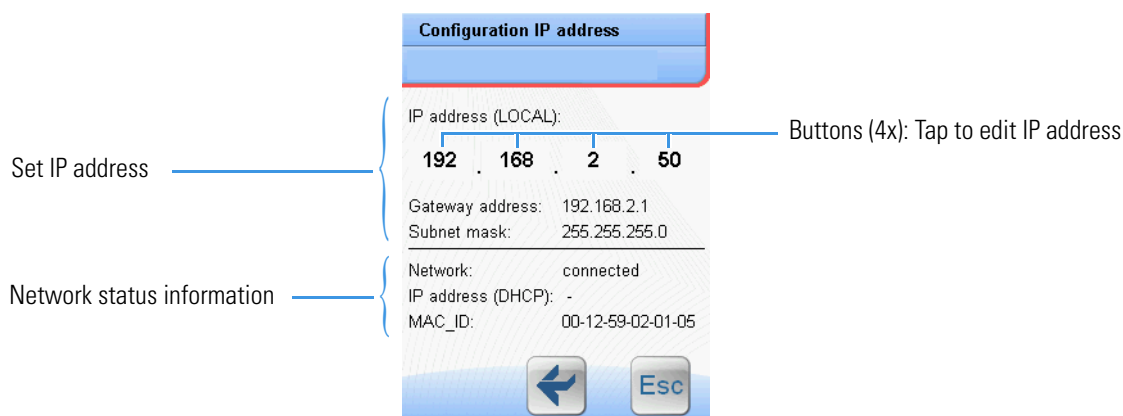 Configuration IP address
IP address (LOCAL):
Buttons (4x): Tap to edit IP address
192 . 168 . 2 . 50
Set IP address
Gateway address: 192.168.2.1
Subnet mask: 255.255.255.0
Network: connected
Network status information
IP address (DHCP): -
MAC_ID: 00-12-59-02-01-05
Esc